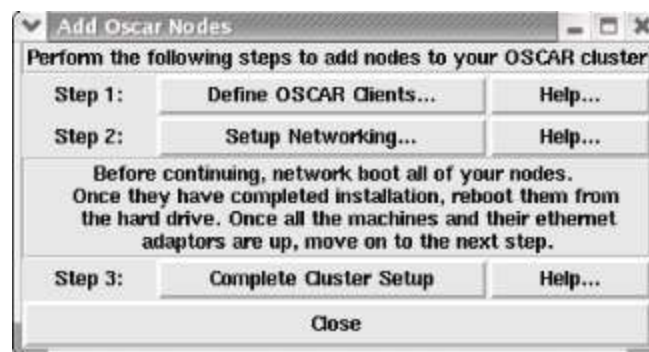 Add Oscar Nodes
Perform the following steps to add nodes to your OSCAR cluster
Step 1: Define OSCAR Clients... Help...
Step 2: Setup Networking... Help...
Before continuing, network boot all of your nodes.
Once they have completed installation, reboot them from
the hard drive. Once all the machines and their ethernet
adaptors are up, move on to the next step.
Step 3: Complete Cluster Setup Help...
Close